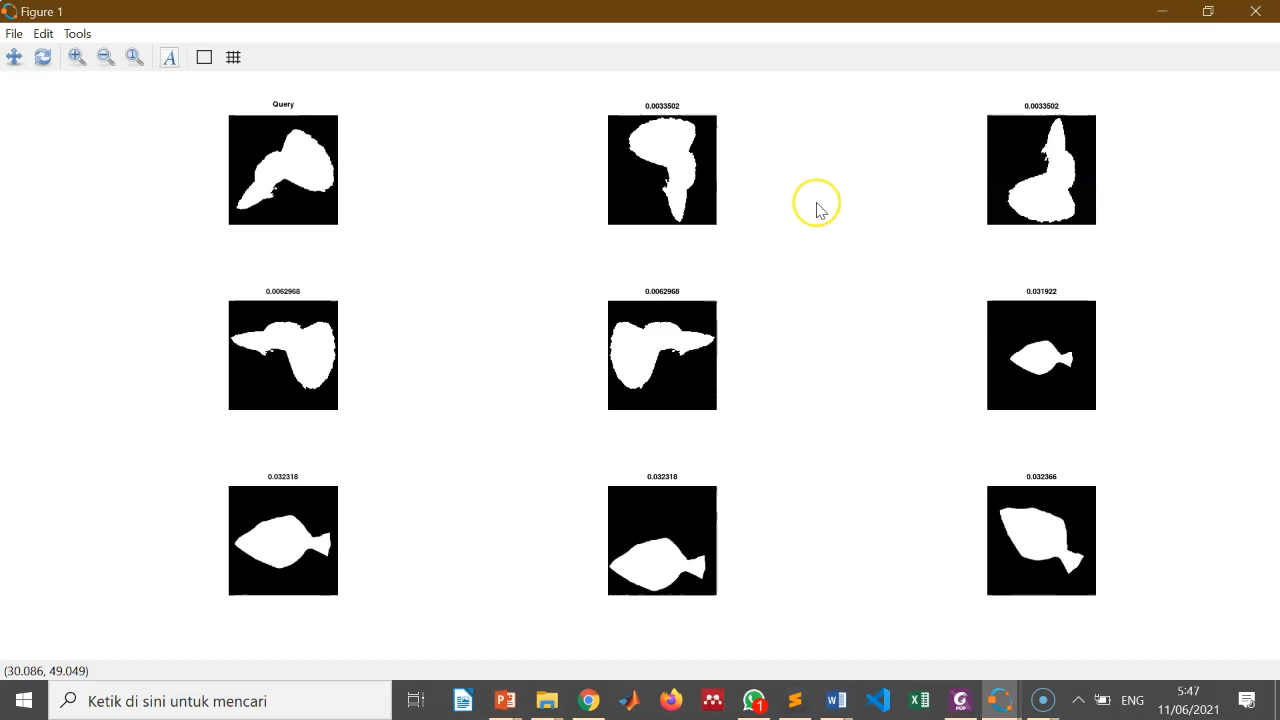 Figure 1
File Edit Tools
A
Query
0.0033502
0.0033502
0.0062968
0.0062968
0.031922
0.032318
0.032318
0.032366
(30.086, 49.049)
Ketik di sini untuk mencari
1
ENG
5:47
11/06/2021